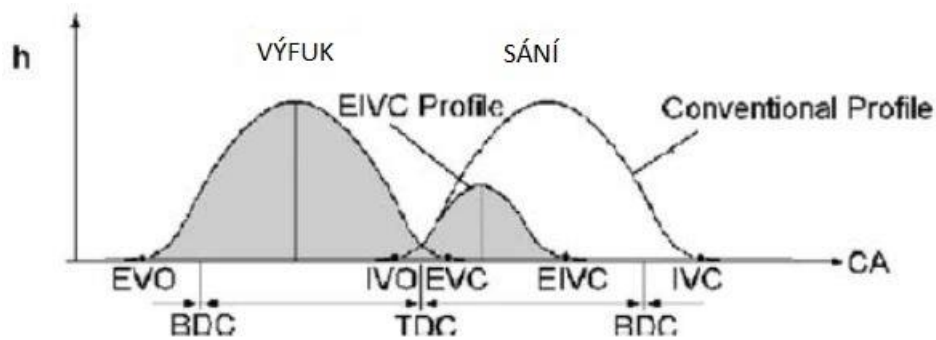 h
VÝFUK
SÁNÍ
EIVC Profile
Conventional Profile
EVO
IVO
EVC
EIVC
IVC
CA
BDC
TDC
BDC